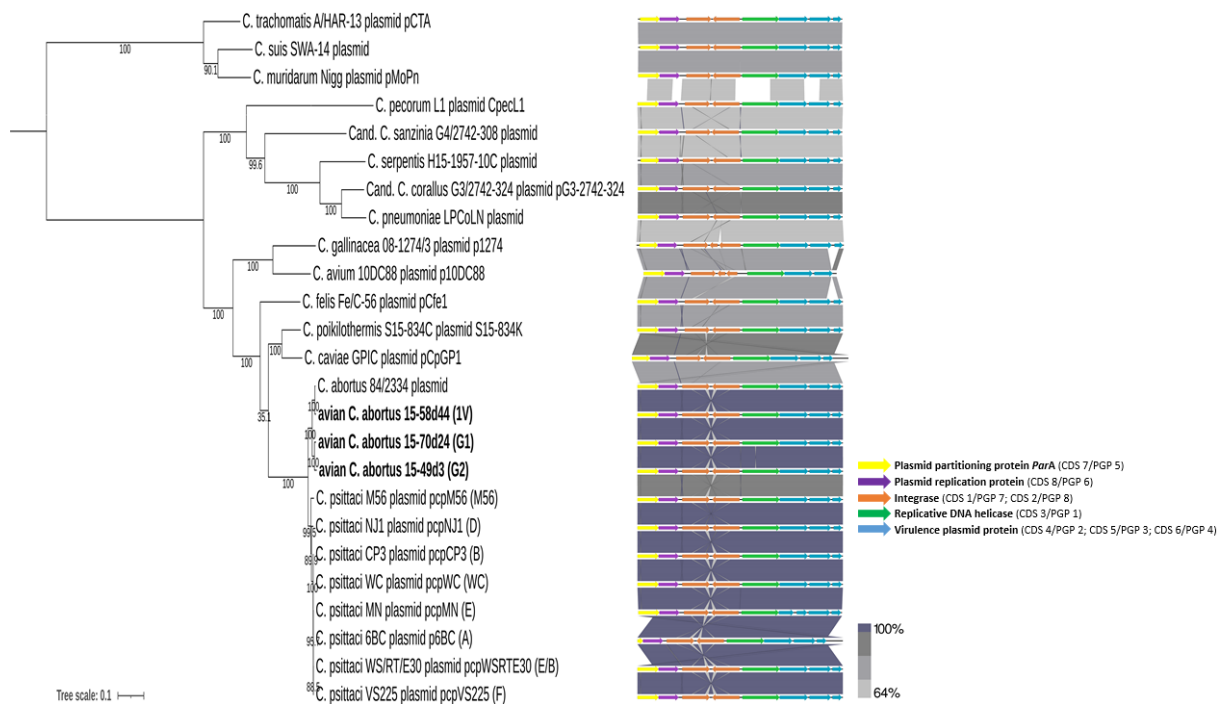 C. trachomatis A/HAR-13 plasmid pCTA
100
C. suis SWA-14 plasmid
90.1
C. muridarum Nigg plasmid pMoPn
C. pecorum L1 plasmid CpecL1
100
Cand. C. sanzinia G4/2742-308 plasmid
99.6
C. serpentis H15-1957-10C plasmid
100
Cand. C. corallus G3/2742-324 plasmid pG3-2742-324
100
C. pneumoniae LPCoLN plasmid
C. gallinacea 08-1274/3 plasmid p1274
100
C. avium 10DC88 plasmid p10DC88
C. felis Fe/C-56 plasmid pCfe1
100
C. poikilothermis S15-834C plasmid S15-834K
100
100
C. caviae GPIC plasmid pCpGP1
C. abortus 84/2334 plasmid
100
avian C. abortus 15-58d44 (1V)
35.1
100
avian C. abortus 15-70d24 (G1)
100
avian C. abortus 15-49d3 (G2)
100
C. psittaci M56 plasmid pcpM56 (M56)
C. psittaci NJ1 plasmid pcpNJ1 (D)
C. psittaci CP3 plasmid pcpCP3 (B)
C. psittaci WC plasmid pcpWC (WC)
100
C. psittaci MN plasmid pcpMN (E)
C. psittaci 6BC plasmid p6BC (A)
C. psittaci WS/RT/E30 plasmid pcpWSRTE30 (E/B)
C. psittaci VS225 plasmid pcpVS225 (F)
Tree scale: 0.1
Plasmid partitioning protein ParA (CDS 7/PGP 5)
Plasmid replication protein (CDS 8/PGP 6)
Integrase (CDS 1/PGP 7; CDS 2/PGP 8)
Replicative DNA helicase (CDS 3/PGP 1)
Virulence plasmid protein (CDS 4/PGP 2; CDS 5/PGP 3; CDS 6/PGP 4)
100%
64%